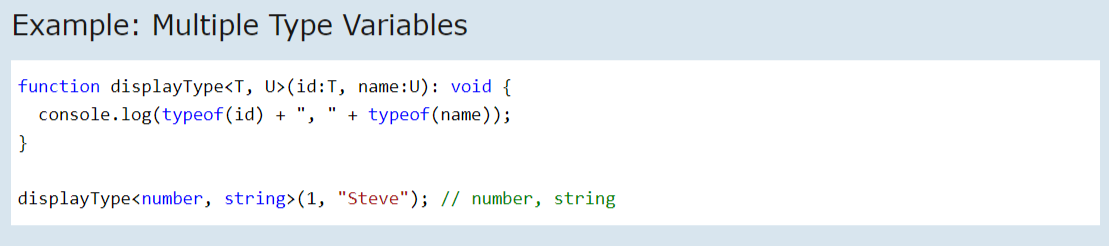 Example: Multiple Type Variables
function displayType<T, U>(id:T, name:U): void {
  console.log(typeof(id) + ", " + typeof(name));
}
displayType<number, string>(1, "Steve"); // number, string